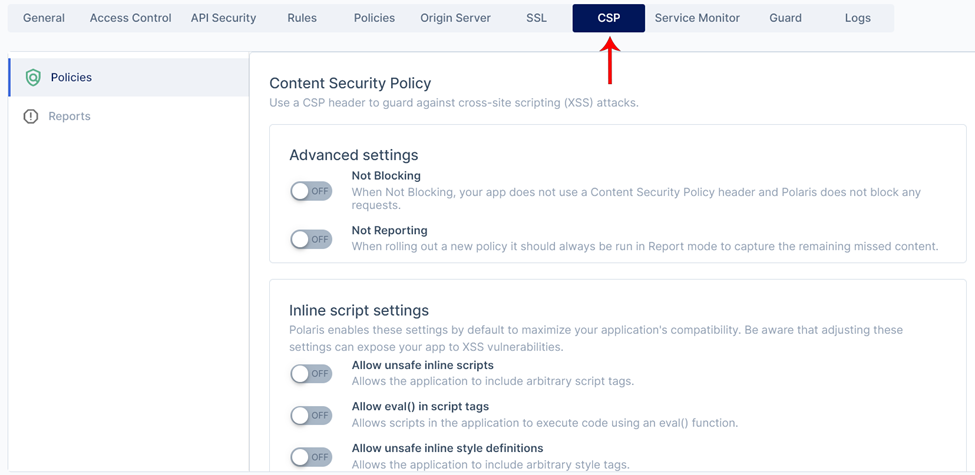 General Access Control API Security Rules Policies Origin Server SSL CSP Service Monitor Guard Logs
Policies
Reports
Content Security Policy
Use a CSP header to guard against cross-site scripting (XSS) attacks.
Advanced settings
Not Blocking
OFF
When Not Blocking, your app does not use a Content Security Policy header and Polaris does not block any
requests.
Not Reporting
OFF
When rolling out a new policy it should always be run in Report mode to capture the remaining missed content.
Inline script settings
Polaris enables these settings by default to maximize your application's compatibility. Be aware that adjusting these
settings can expose your app to XSS vulnerabilities.
Allow unsafe inline scripts
OFF
Allows the application to include arbitrary script tags.
Allow eval() in script tags
OFF
Allows scripts in the application to execute code using an eval() function.
Allow unsafe inline style definitions
OFF
Allows the application to include arbitrary style tags.